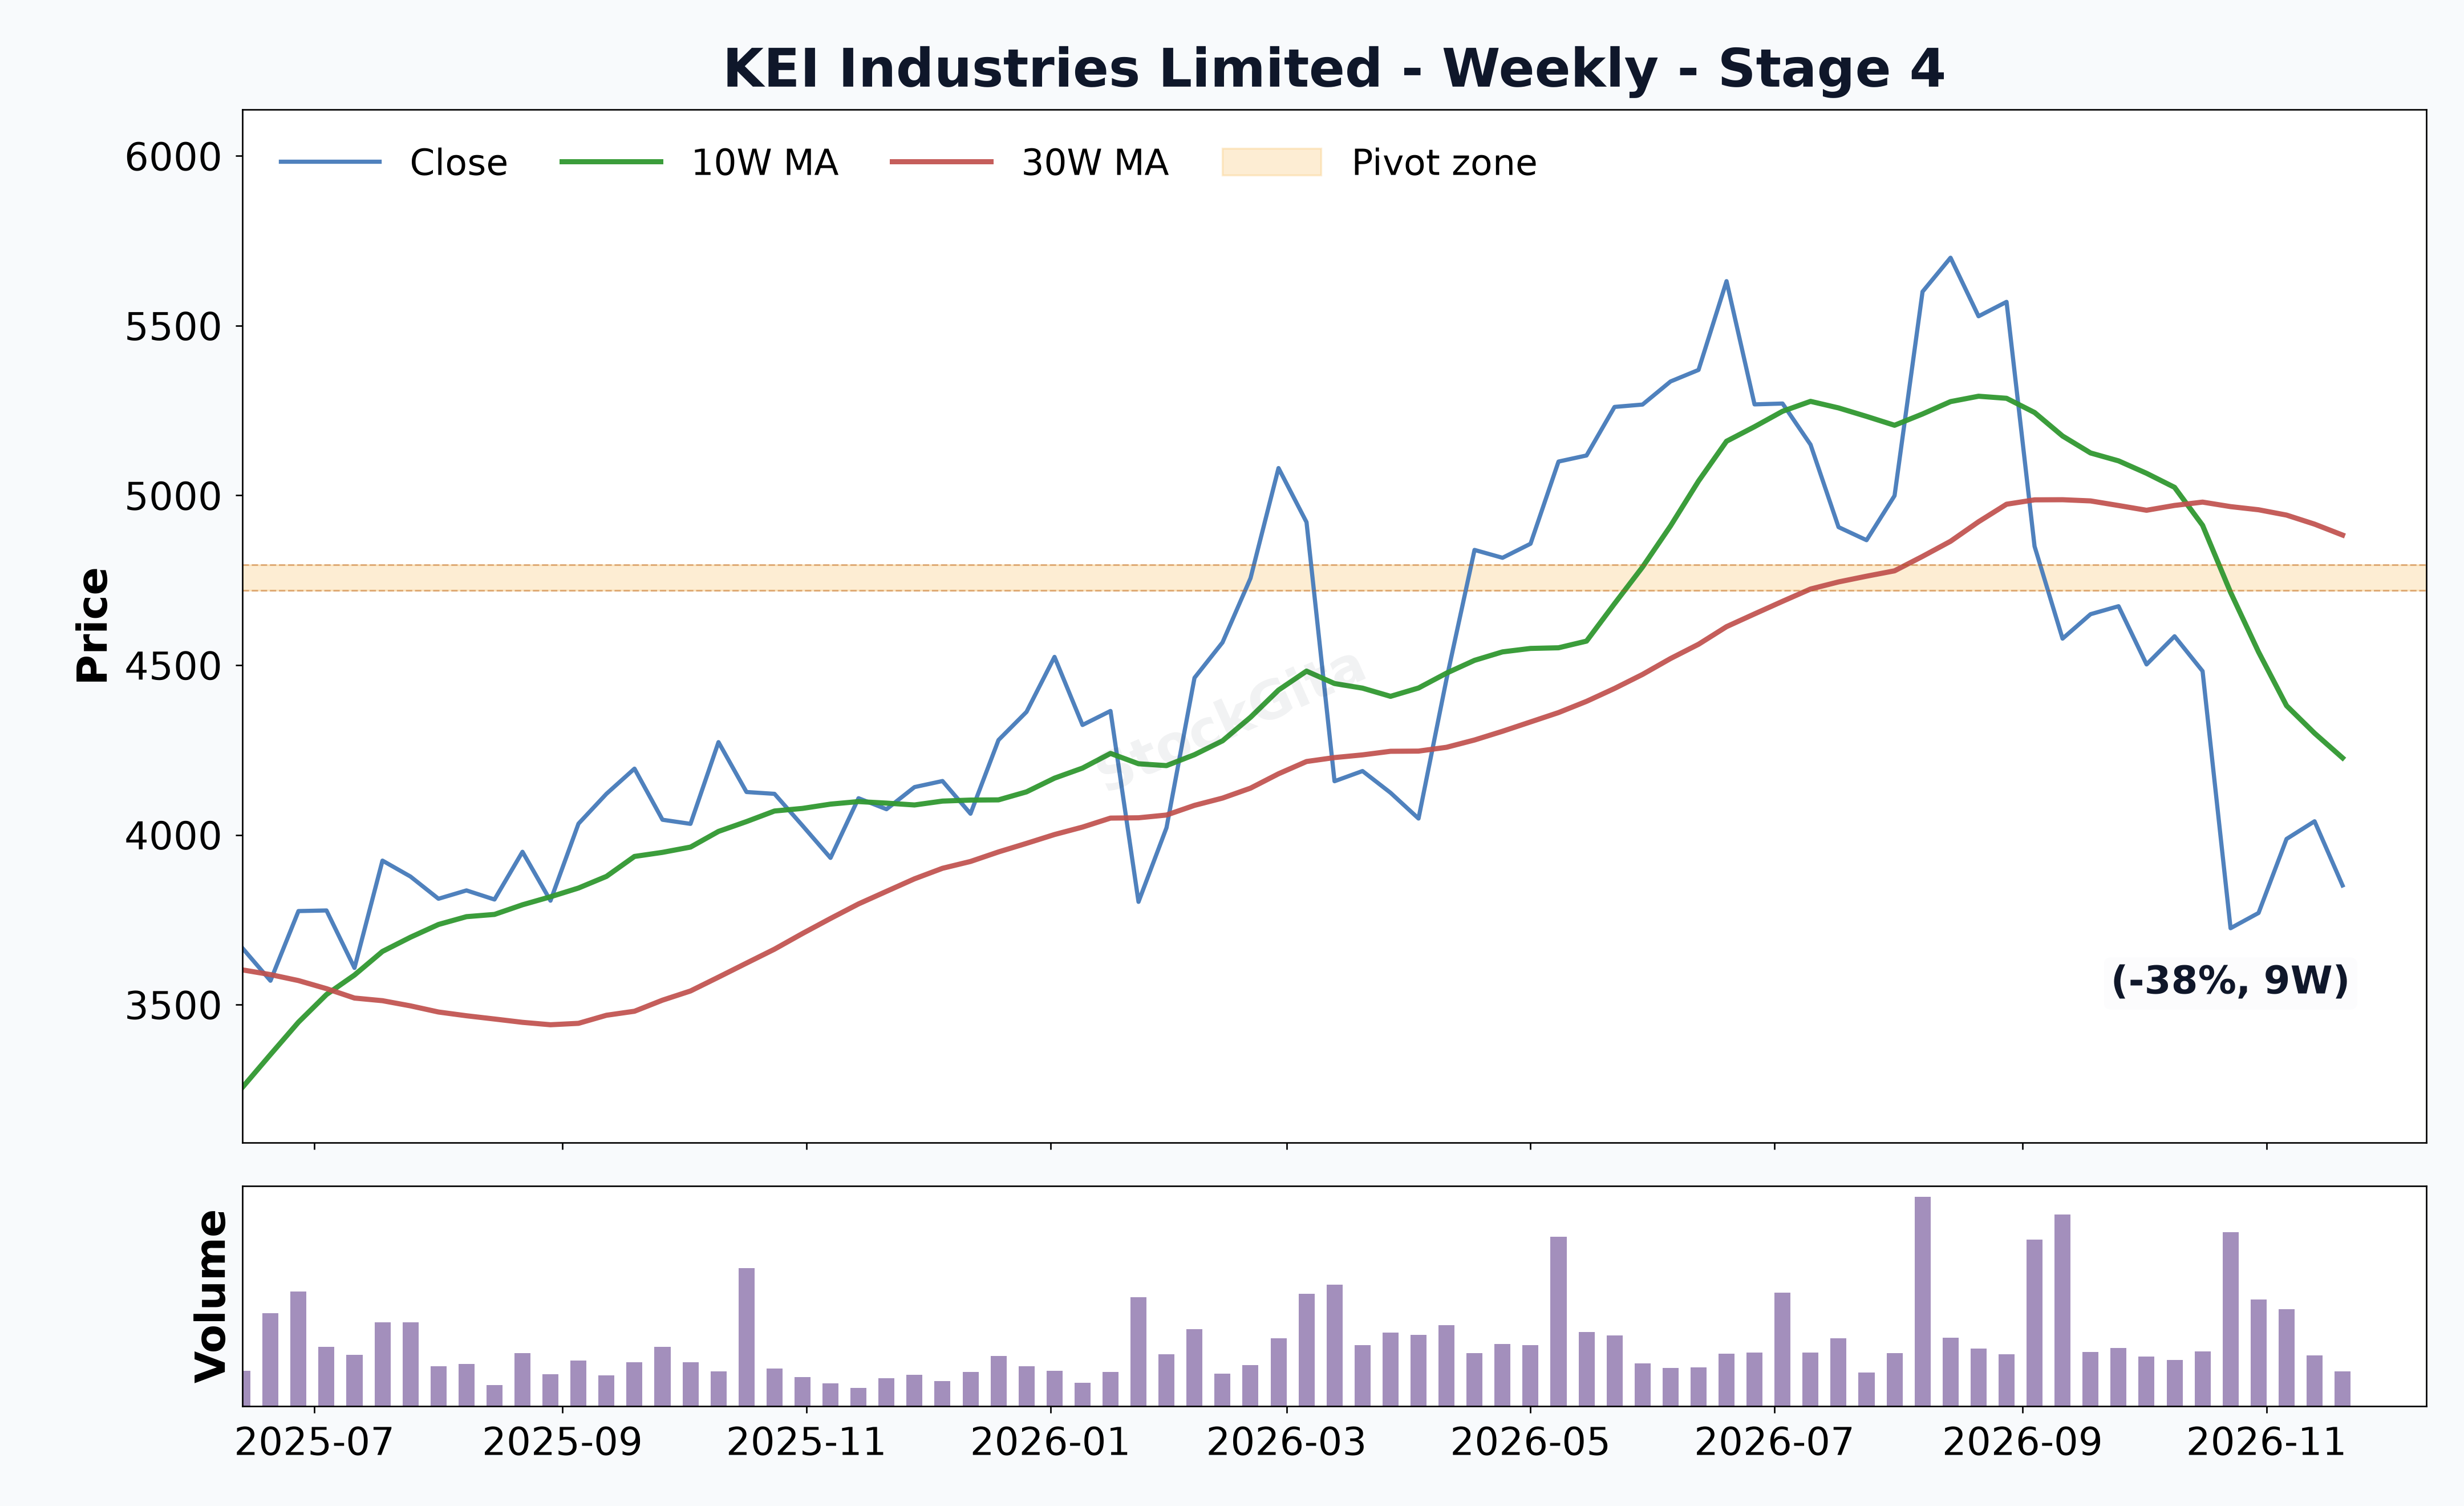 KEI Industries Limited - Weekly - Stage 4
Close 10W MA 30W MA Pivot zone
6000
5500
5000
4500
4000
3500
Price
StockGita
(-38%, 9W)
Volume
2025-07 2025-09 2025-11 2026-01 2026-03 2026-05 2026-07 2026-09 2026-11